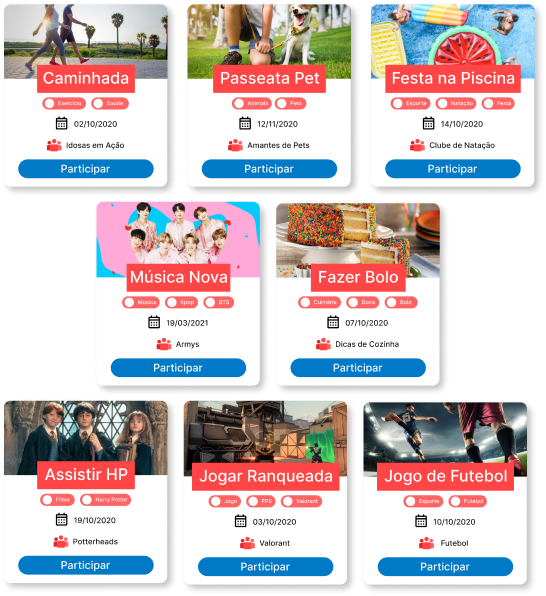 Caminhada
Exercício Saúde
02/10/2020
Idosas em Ação
Participar
Passeata Pet
Animais Pets
12/11/2020
Amantes de Pets
Participar
Festa na Piscina
Esporte Natação Festa
14/10/2020
Clube de Natação
Participar
Música Nova
Música Kpop BTS
19/03/2021
Armys
Participar
Fazer Bolo
Culinária Doce Bolo
07/10/2020
Dicas de Cozinha
Participar
Assistir HP
Filme Harry Potter
19/10/2020
Potterheads
Participar
Jogar Ranqueada
Jogo FPS Valorant
03/10/2020
Valorant
Participar
Jogo de Futebol
Esporte Futebol
10/10/2020
Futebol
Participar